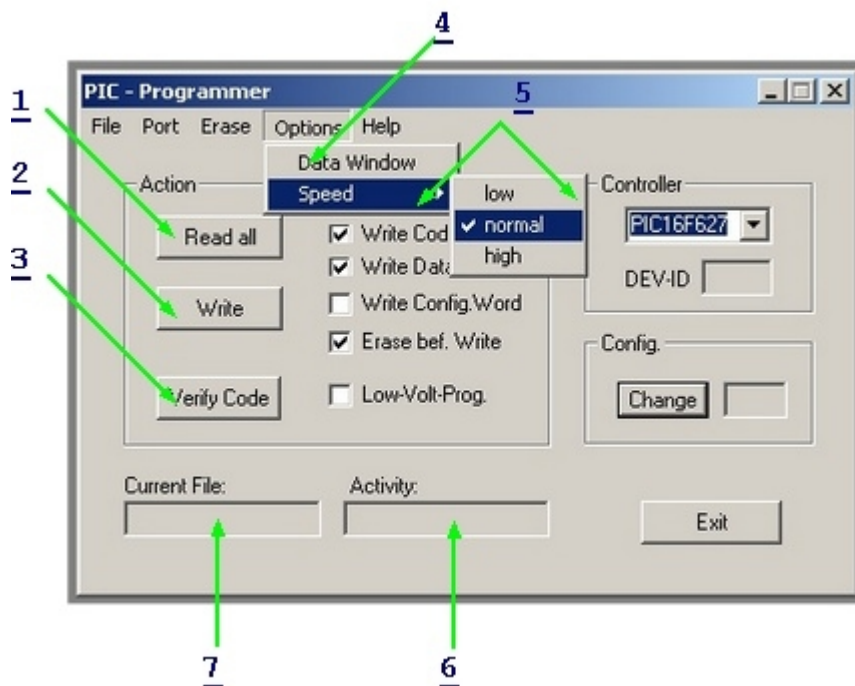 4
PIC - Programmer
1
5
File Port Erase Options Help
Data Window
2
Action
Speed
low
Controller
Read all
Write Cod
normal
PIC16F627
3
Write Data
high
DEV-ID
Write
Write Config.Word
Erase bef. Write
Config.
Verify Code
Low-Volt-Prog.
Change
Current File:
Activity:
Exit
7
6